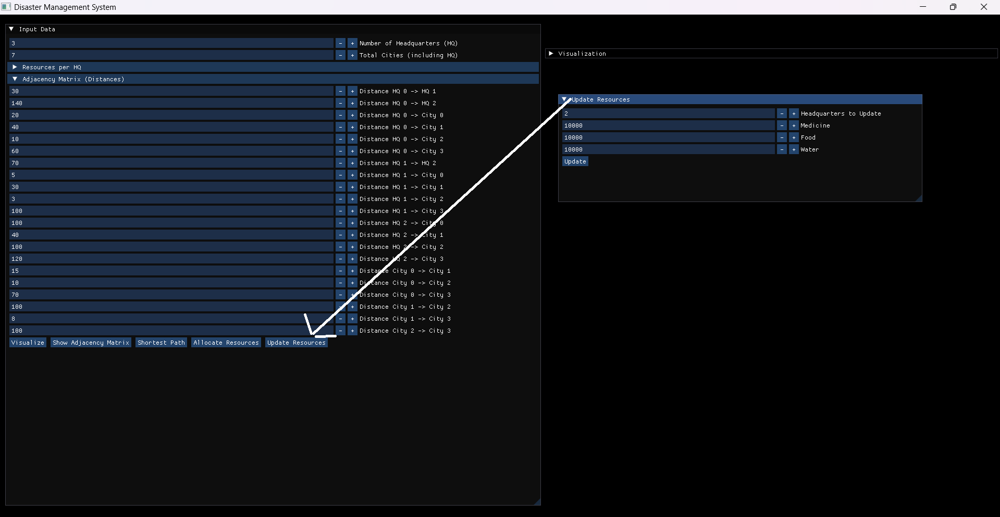 Disaster Management System
Input Data
3 - + Number of Headquarters (HQ)
7 - + Total Cities (including HQ)
Resources per HQ
Adjacency Matrix (Distances)
30 - + Distance HQ 0 -> HQ 1
140 - + Distance HQ 0 -> HQ 2
20 - + Distance HQ 0 -> City 0
40 - + Distance HQ 0 -> City 1
10 - + Distance HQ 0 -> City 2
60 - + Distance HQ 0 -> City 3
70 - + Distance HQ 1 -> HQ 2
5 - + Distance HQ 1 -> City 0
30 - + Distance HQ 1 -> City 1
3 - + Distance HQ 1 -> City 2
100 - + Distance HQ 1 -> City 3
100 - + Distance HQ 2 -> City 0
40 - + Distance HQ 2 -> City 1
100 - + Distance HQ 2 -> City 2
120 - + Distance HQ 2 -> City 3
15 - + Distance City 0 -> City 1
10 - + Distance City 0 -> City 2
70 - + Distance City 0 -> City 3
100 - + Distance City 1 -> City 2
8 - + Distance City 1 -> City 3
100 - + Distance City 2 -> City 3
Visualize Show Adjacency Matrix Shortest Path Allocate Resources Update Resources
Visualization
Update Resources
2 - + Headquarters to Update
10000 - + Medicine
10000 - + Food
10000 - + Water
Update